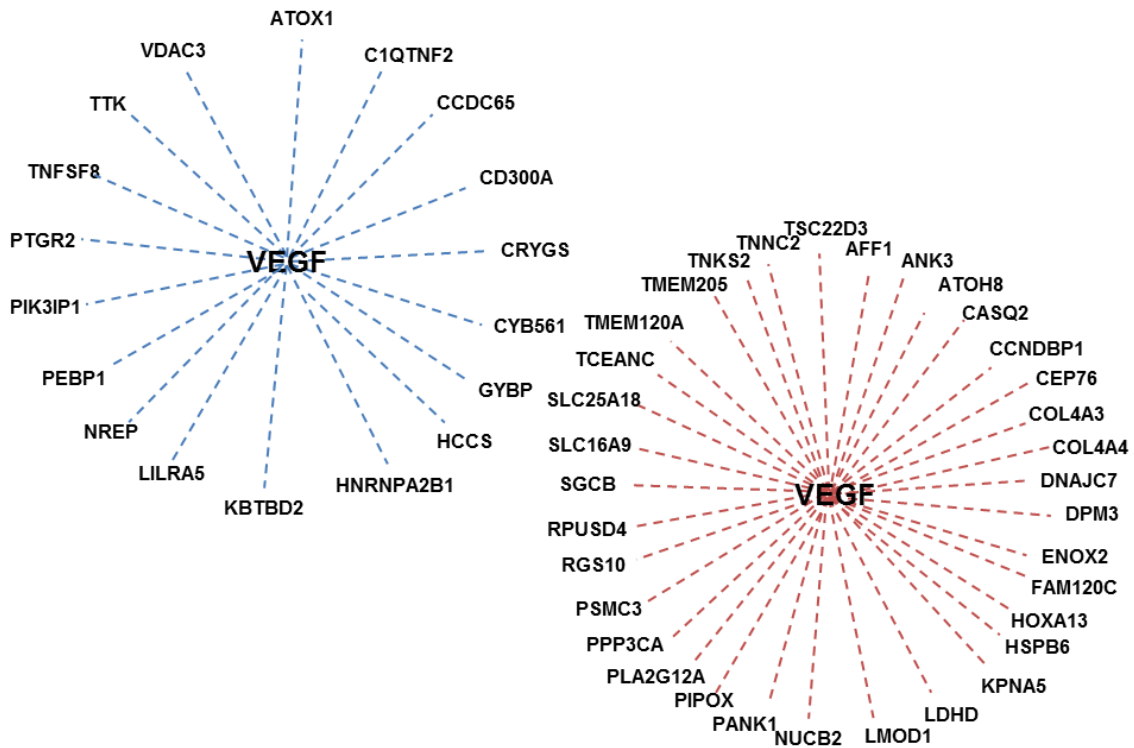 ATOX1
VDAC3
C1QTNF2
TTK
CCDC65
TNFSF8
CD300A
PTGR2
CRYGS
VEGF
PIK3IP1
CYB561
PEBP1
GYBP
NREP
HCCS
LILRA5
HNRNPA2B1
KBTBD2
TSC22D3
TNNC2
AFF1
TNKS2
ANK3
TMEM205
ATOH8
CASQ2
TMEM120A
CCNDBP1
TCEANC
CEP76
SLC25A18
COL4A3
SLC16A9
COL4A4
SGCB
DNAJC7
VEGF
DPM3
RPUSD4
ENOX2
RGS10
FAM120C
PSMC3
HOXA13
PPP3CA
HSPB6
PLA2G12A
KPNA5
PIPOX
LDHD
PANK1
NUCB2
LMOD1